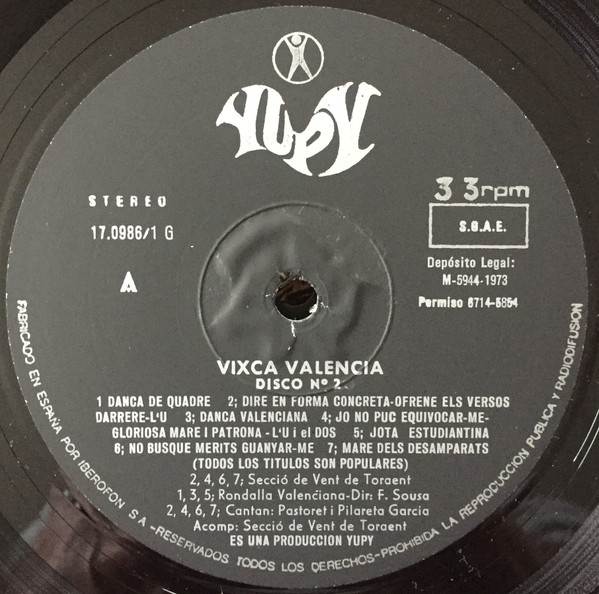 YUPY
STEREO
17.0986/1 G
A
33rpm
S.G.A.E.
Depósito Legal:
M-5944-1973
Permiso 6714-5854
VIXCA VALENCIA
DISCO Nº 2.
1 DANCA DE QUADRE 2; DIRE EN FORMA CONCRETA-OFRENE ELS VERSOS
DARRERE-L'U 3; DANCA VALENCIANA 4; JO NO PUC EQUIVOCAR-ME-
GLORIOSA MARE I PATRONA - L'U i el DOS 5; JOTA ESTUDIANTINA
6; NO BUSQUE MERITS GUANYAR-ME 7; MARE DELS DESAMPARATS
(TODOS LOS TITULOS SON POPULARES)
2, 4, 6, 7; Secció de Vent de Toraent
1, 3, 5; Rondalla Valenciana-Dir: F. Sousa
2, 4, 6, 7; Cantan: Pastoret i Pilareta Garcia
Acomp: Secció de Vent de Toraent
ES UNA PRODUCCION YUPY
FABRICADO EN ESPAÑA POR IBEROFON S A -RESERVADOS TODOS LOS DERECHOS-PROHIBIDA LA REPRODUCCION PUBLICA Y RADIODIFUSION